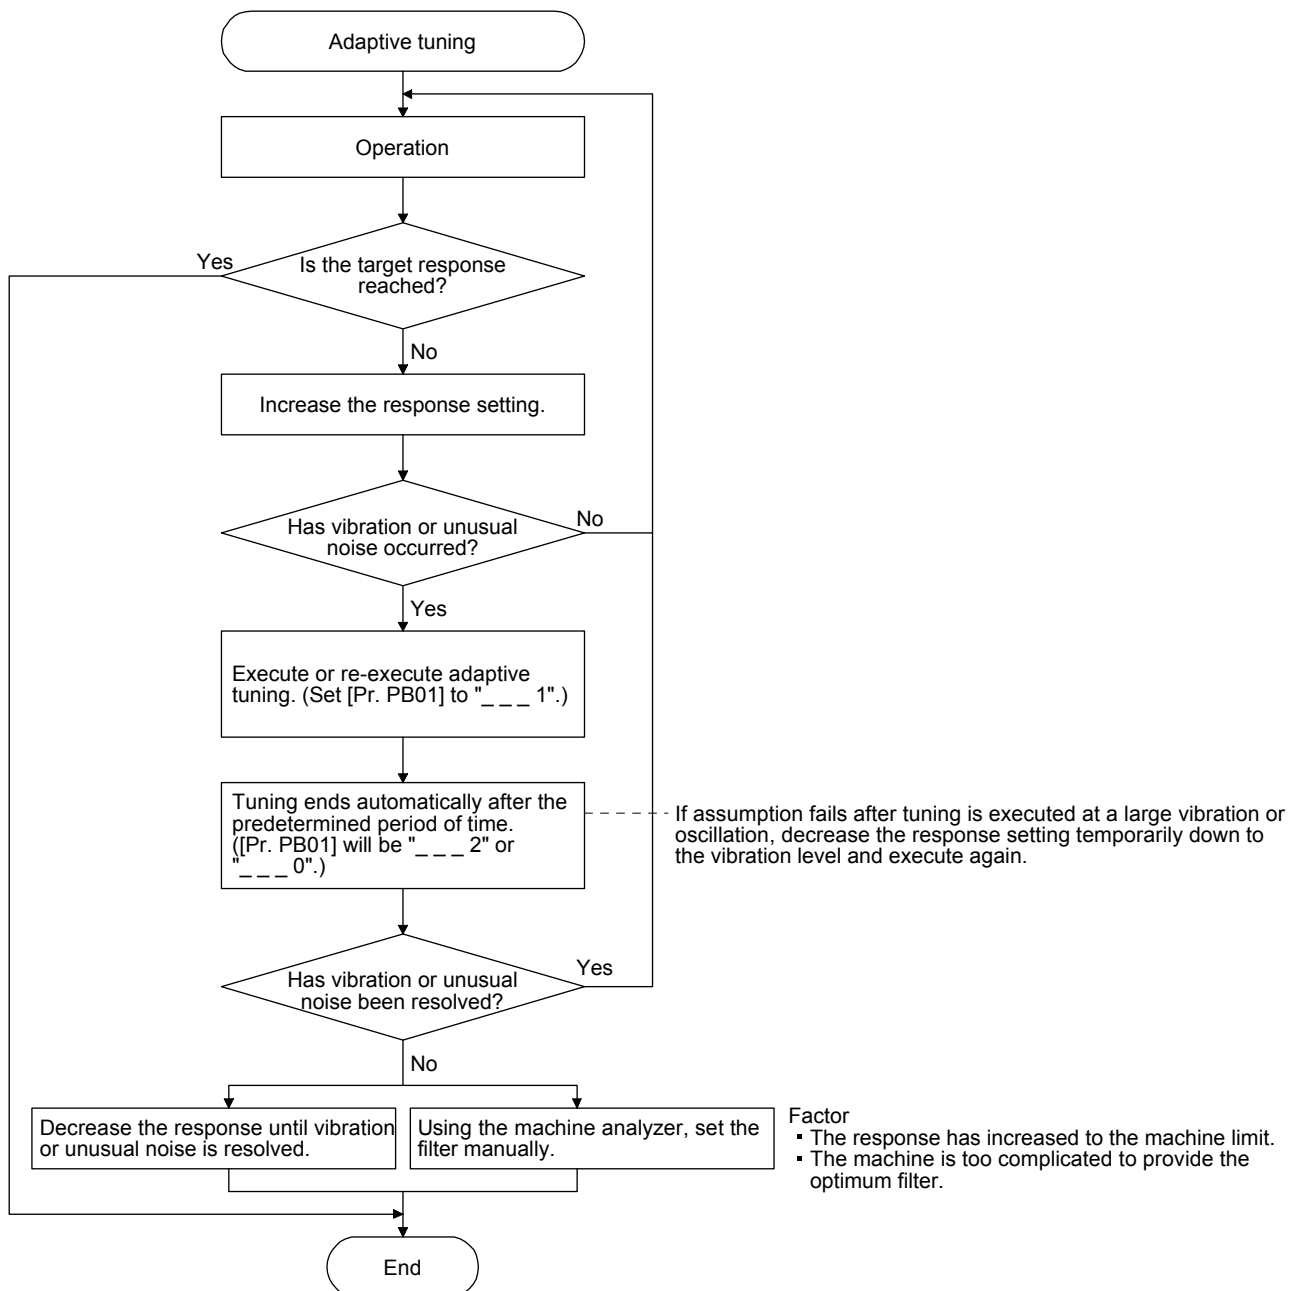 Adaptive tuning
Operation
Yes
Is the target response
reached?
No
Increase the response setting.
Has vibration or unusual
noise occurred?
No
Yes
Execute or re-execute adaptive
tuning. (Set [Pr. PB01] to "_ _ _ 1".)
Tuning ends automatically after the
predetermined period of time.
([Pr. PB01] will be "_ _ _ 2" or
"_ _ _ 0".)
If assumption fails after tuning is executed at a large vibration or
oscillation, decrease the response setting temporarily down to
the vibration level and execute again.
Has vibration or unusual
noise been resolved?
Yes
No
Decrease the response until vibration
or unusual noise is resolved.
Using the machine analyzer, set the
filter manually.
Factor
▪ The response has increased to the machine limit.
▪ The machine is too complicated to provide the
optimum filter.
End